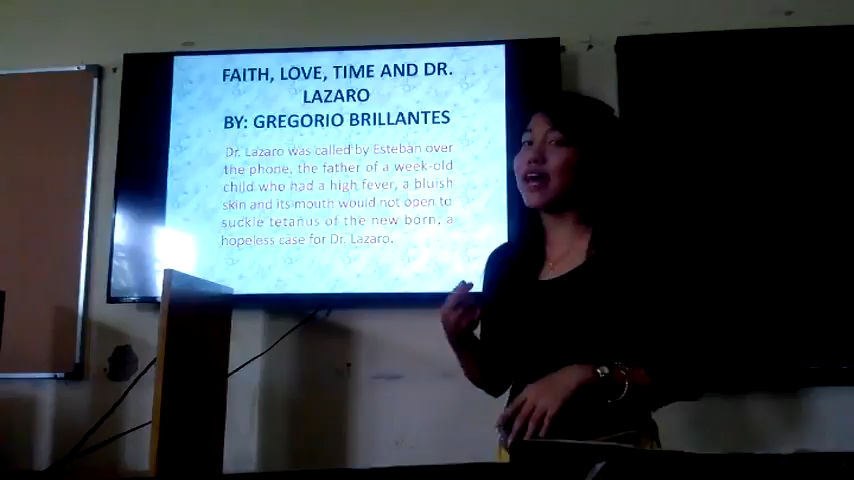 FAITH, LOVE, TIME AND DR.
LAZARO
BY: GREGORIO BRILLANTES
Dr. Lazaro was called by Esteban over
the phone, the father of a week-old
child who had a high fever, a bluish
skin and its mouth would not open to
suckle tetanus of the new born, a
hopeless case for Dr. Lazaro.